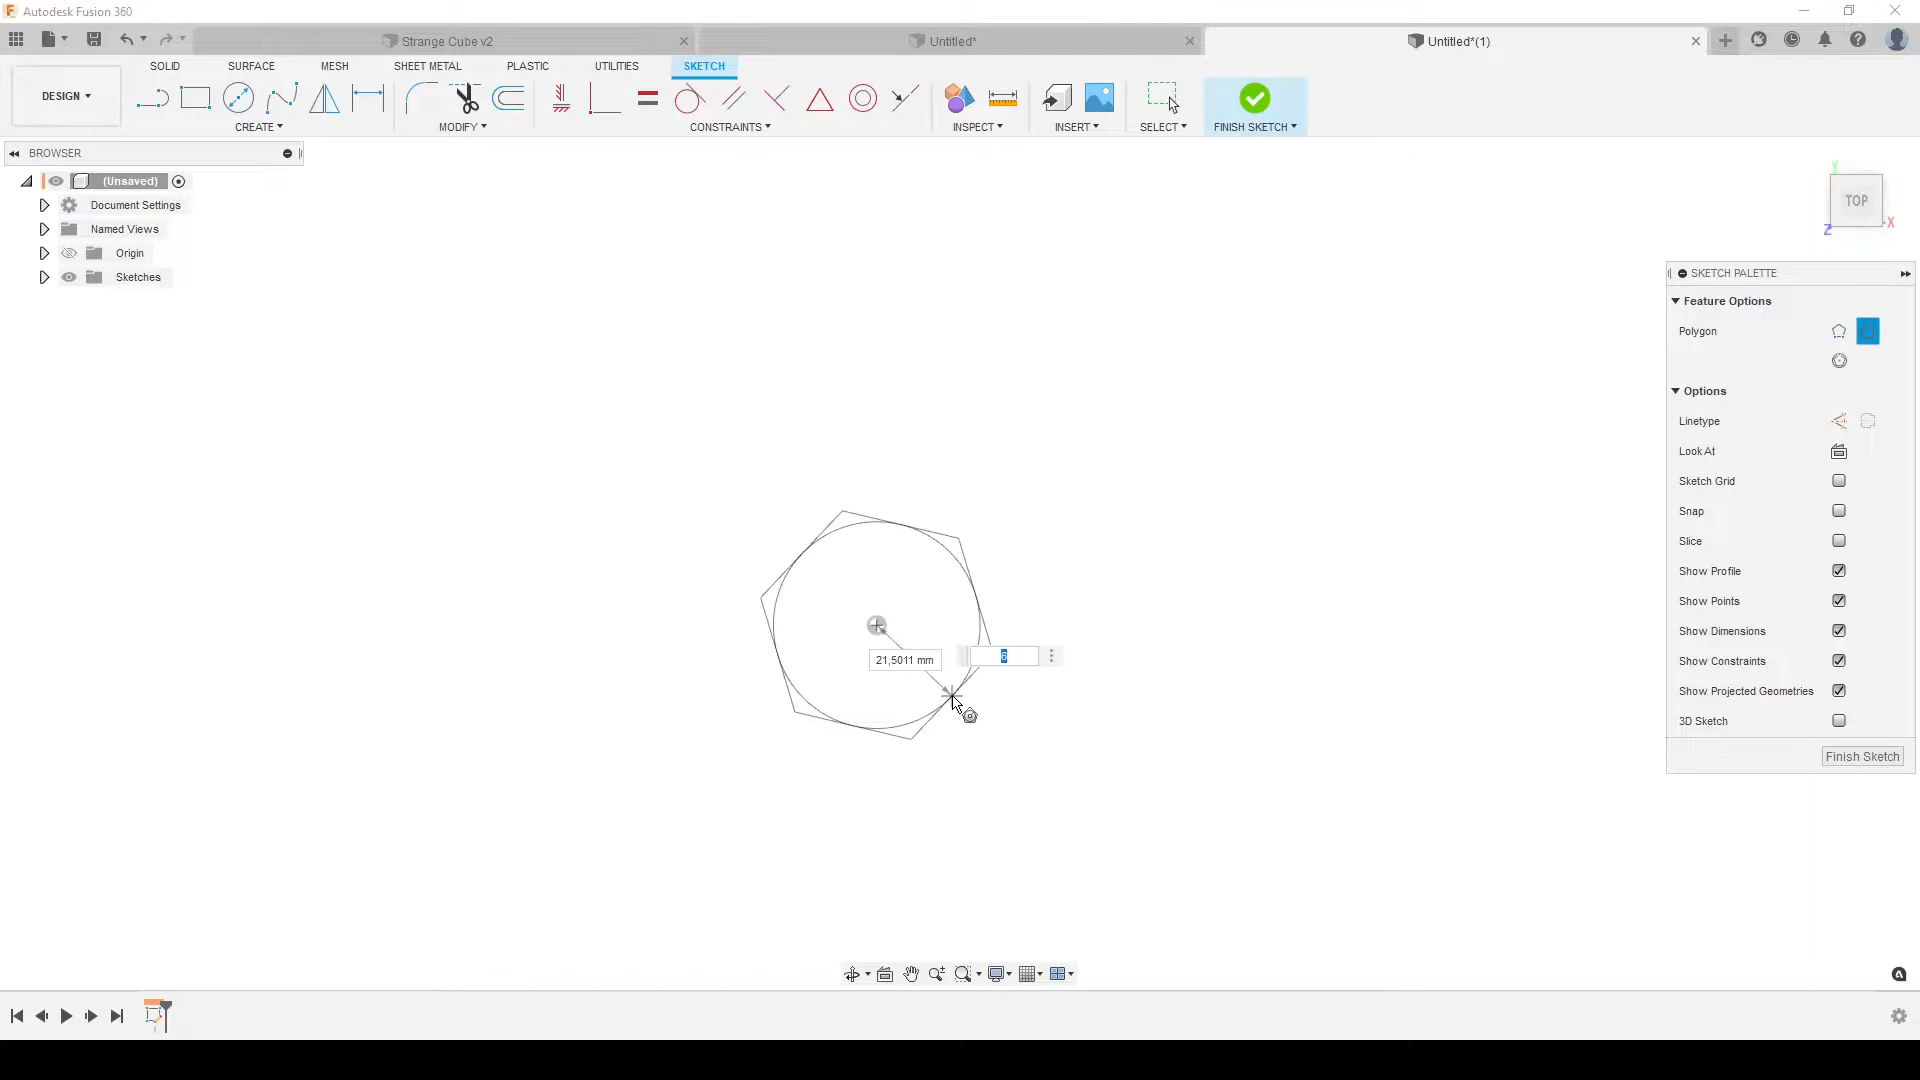 Autodesk Fusion 360
Strange Cube v2
Untitled*
Untitled*(1)
SOLID
SURFACE
MESH
SHEET METAL
PLASTIC
UTILITIES
SKETCH
DESIGN
CREATE
MODIFY
CONSTRAINTS
INSPECT
INSERT
SELECT
FINISH SKETCH
BROWSER
(Unsaved)
Document Settings
Named Views
Origin
Sketches
Y
TOP
X
Z
SKETCH PALETTE
Feature Options
Polygon
Options
Linetype
Look At
Sketch Grid
Snap
Slice
Show Profile
Show Points
Show Dimensions
Show Constraints
Show Projected Geometries
3D Sketch
Finish Sketch
21,5011 mm
6